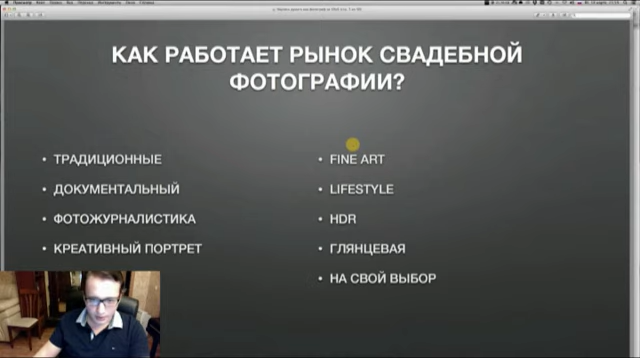 КАК РАБОТАЕТ РЫНОК СВАДЕБНОЙ
ФОТОГРАФИИ?
• ТРАДИЦИОННЫЕ
• ДОКУМЕНТАЛЬНЫЙ
• ФОТОЖУРНАЛИСТИКА
• КРЕАТИВНЫЙ ПОРТРЕТ
• FINE ART
• LIFESTYLE
• HDR
• ГЛЯНЦЕВАЯ
• НА СВОЙ ВЫБОР